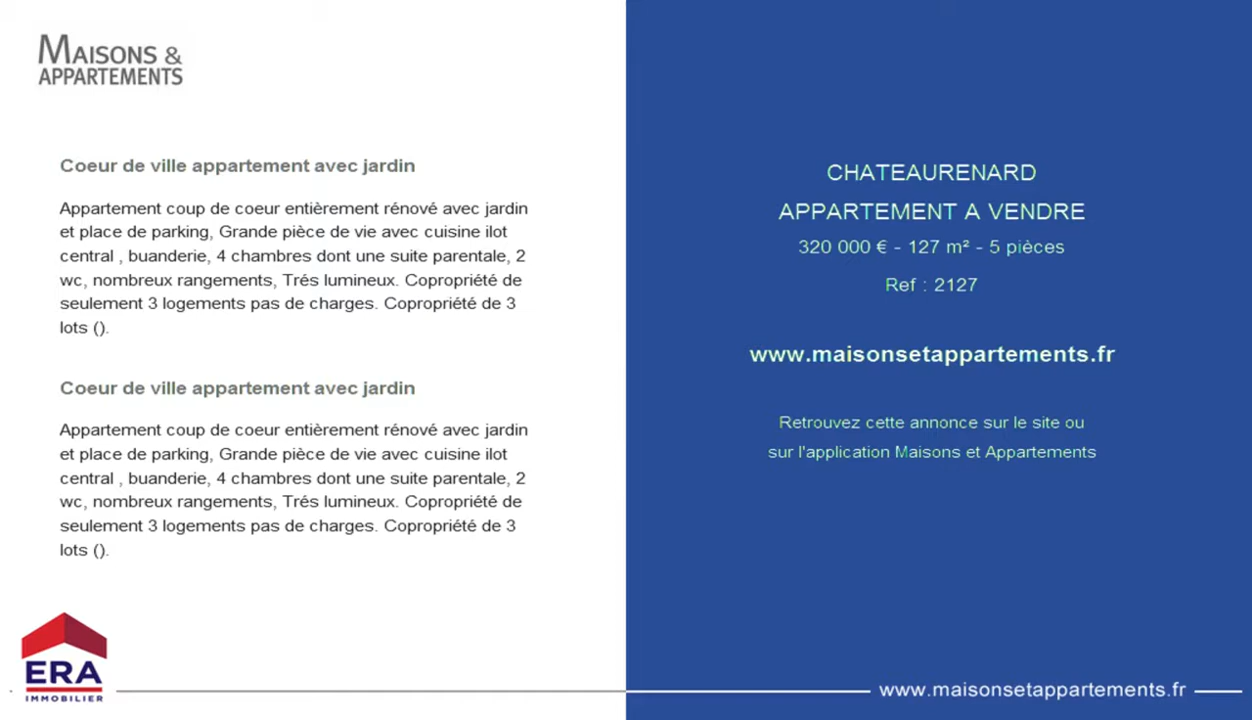 MAISONS &
APPARTEMENTS
Coeur de ville appartement avec jardin
Appartement coup de coeur entièrement rénové avec jardin
et place de parking, Grande pièce de vie avec cuisine ilot
central , buanderie, 4 chambres dont une suite parentale, 2
wc, nombreux rangements, Trés lumineux. Copropriété de
seulement 3 logements pas de charges. Copropriété de 3
lots ().
Coeur de ville appartement avec jardin
Appartement coup de coeur entièrement rénové avec jardin
et place de parking, Grande pièce de vie avec cuisine ilot
central , buanderie, 4 chambres dont une suite parentale, 2
wc, nombreux rangements, Trés lumineux. Copropriété de
seulement 3 logements pas de charges. Copropriété de 3
lots ().
ERA
IMMOBILIER
CHATEAURENARD
APPARTEMENT A VENDRE
320 000 € - 127 m² - 5 pièces
Ref : 2127
www.maisonsetappartements.fr
Retrouvez cette annonce sur le site ou
sur l'application Maisons et Appartements
www.maisonsetappartements.fr